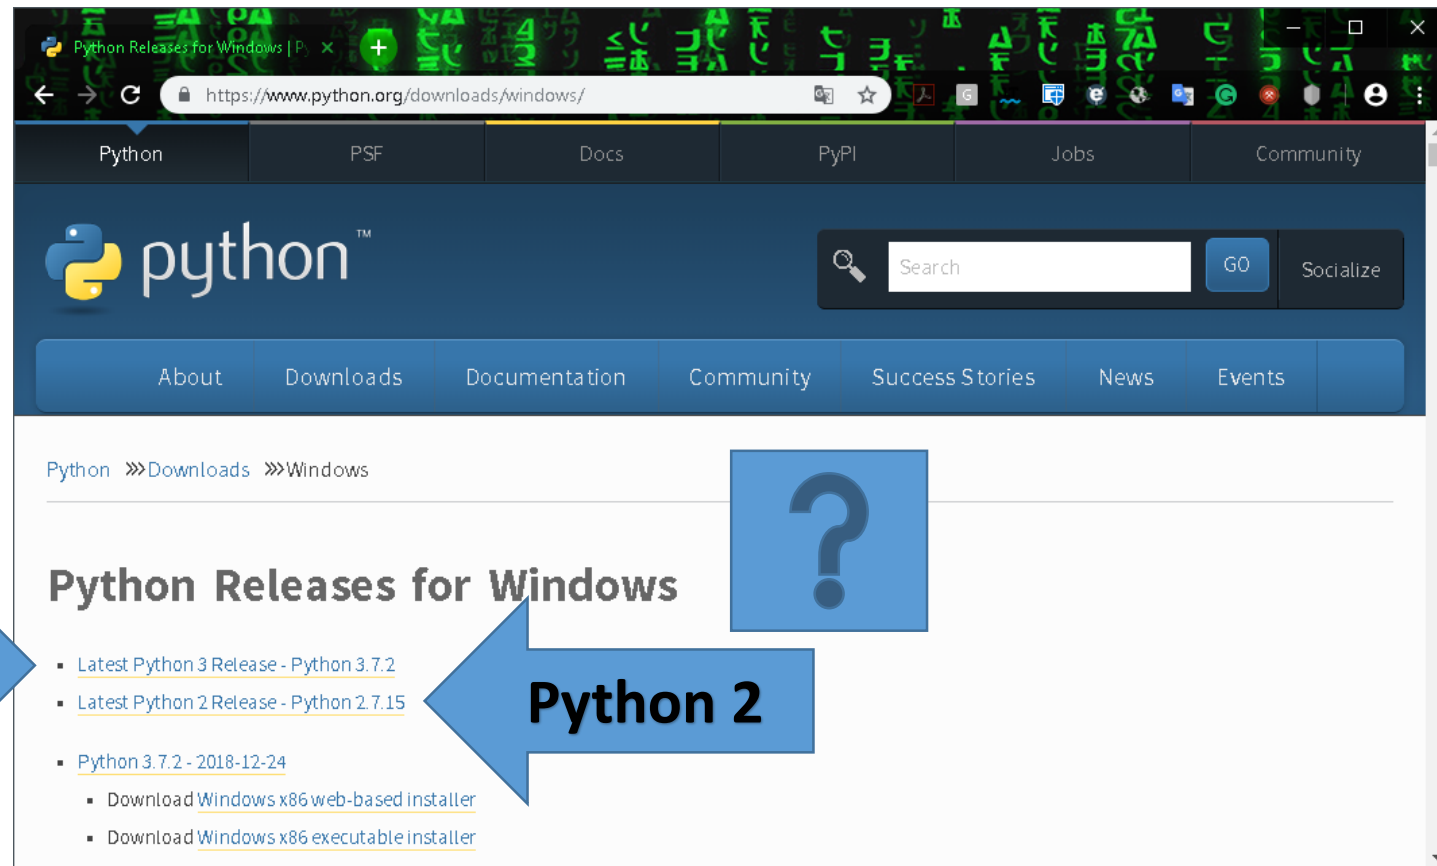 Python Releases for Windows | P
https://www.python.org/downloads/windows/
Python PSF Docs PyPI Jobs Community
python™
Search GO Socialize
About Downloads Documentation Community Success Stories News Events
Python >>> Downloads >>> Windows
?
Python Releases for Windows
Latest Python 3 Release - Python 3.7.2
Latest Python 2 Release - Python 2.7.15
Python 2
Python 3.7.2 - 2018-12-24
Download Windows x86 web-based installer
Download Windows x86 executable installer